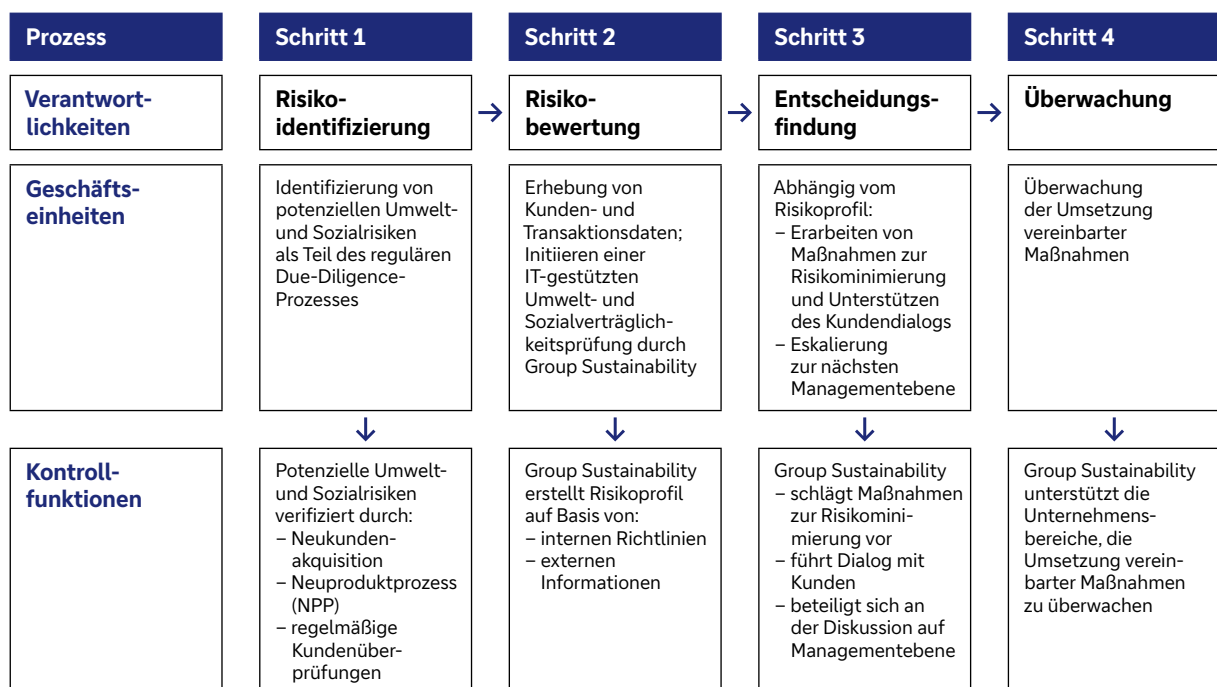 Prozess
Schritt 1
Schritt 2
Schritt 3
Schritt 4
Verantwort-
lichkeiten
Risiko-
identifizierung
Risiko-
bewertung
Entscheidungs-
findung
Überwachung
Geschäfts-
einheiten
Identifizierung von
potenziellen Umwelt-
und Sozialrisiken
als Teil des regulären
Due-Diligence-
Prozesses
Erhebung von
Kunden- und
Transaktionsdaten;
Initiieren einer
IT-gestützten
Umwelt- und
Sozialverträglich-
keitsprüfung durch
Group Sustainability
Abhängig vom
Risikoprofil:
– Erarbeiten von
Maßnahmen zur
Risikominimierung
und Unterstützen
des Kundendialogs
– Eskalierung
zur nächsten
Managementebene
Überwachung
der Umsetzung
vereinbarter
Maßnahmen
Kontroll-
funktionen
Potenzielle Umwelt-
und Sozialrisiken
verifiziert durch:
– Neukunden-
akquisition
– Neuproduktprozess
(NPP)
– regelmäßige
Kundenüber-
prüfungen
Group Sustainability
erstellt Risikoprofil
auf Basis von:
– internen Richtlinien
– externen
Informationen
Group Sustainability
– schlägt Maßnahmen
zur Risikomini-
mierung vor
– führt Dialog mit
Kunden
– beteiligt sich an
der Diskussion auf
Managementebene
Group Sustainability
unterstützt die
Unternehmens-
bereiche, die
Umsetzung verein-
barter Maßnahmen
zu überwachen